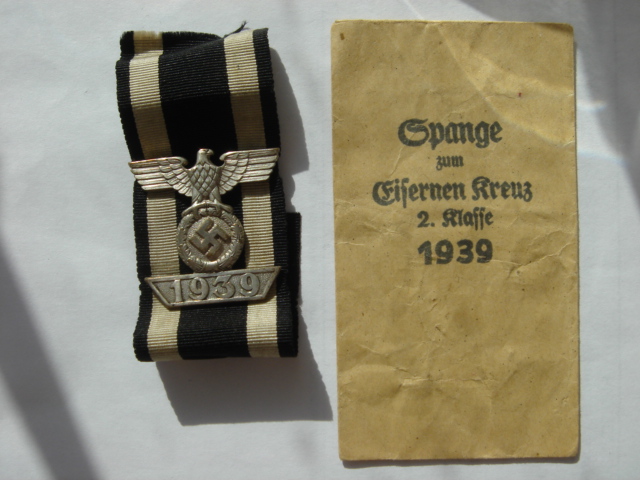 1939
Spange
zum
Eisernen Kreuz
2. Klasse
1939